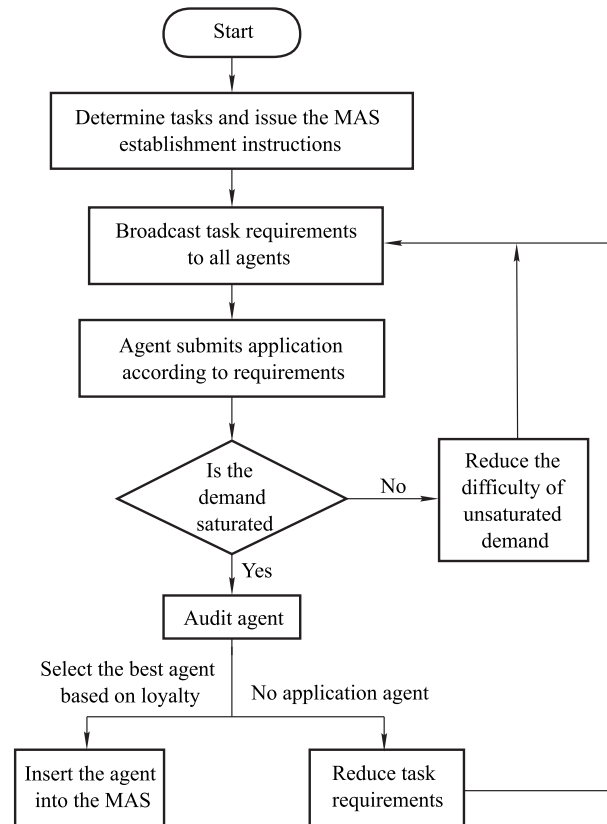 Start
Determine tasks and issue the MAS
establishment instructions
Broadcast task requirements
to all agents
Agent submits application
according to requirements
Is the
demand
saturated
No
Reduce the
difficulty of
unsaturated
demand
Yes
Audit agent
Select the best agent
based on loyalty
No application agent
Insert the agent
into the MAS
Reduce task
requirements